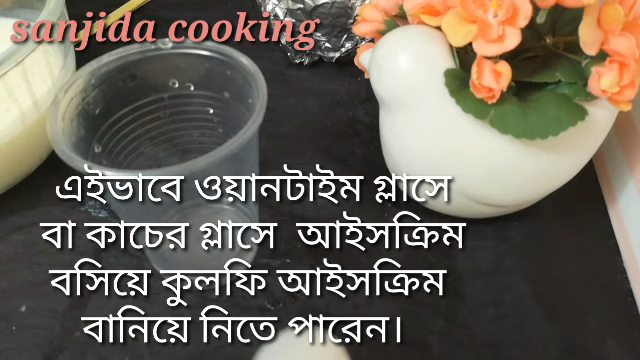 sanjida cooking
এইভাবে ওয়ানটাইম গ্লাসে
বা কাচের গ্লাসে আইসক্রিম
বসিয়ে কুলফি আইসক্রিম
বানিয়ে নিতে পারেন।